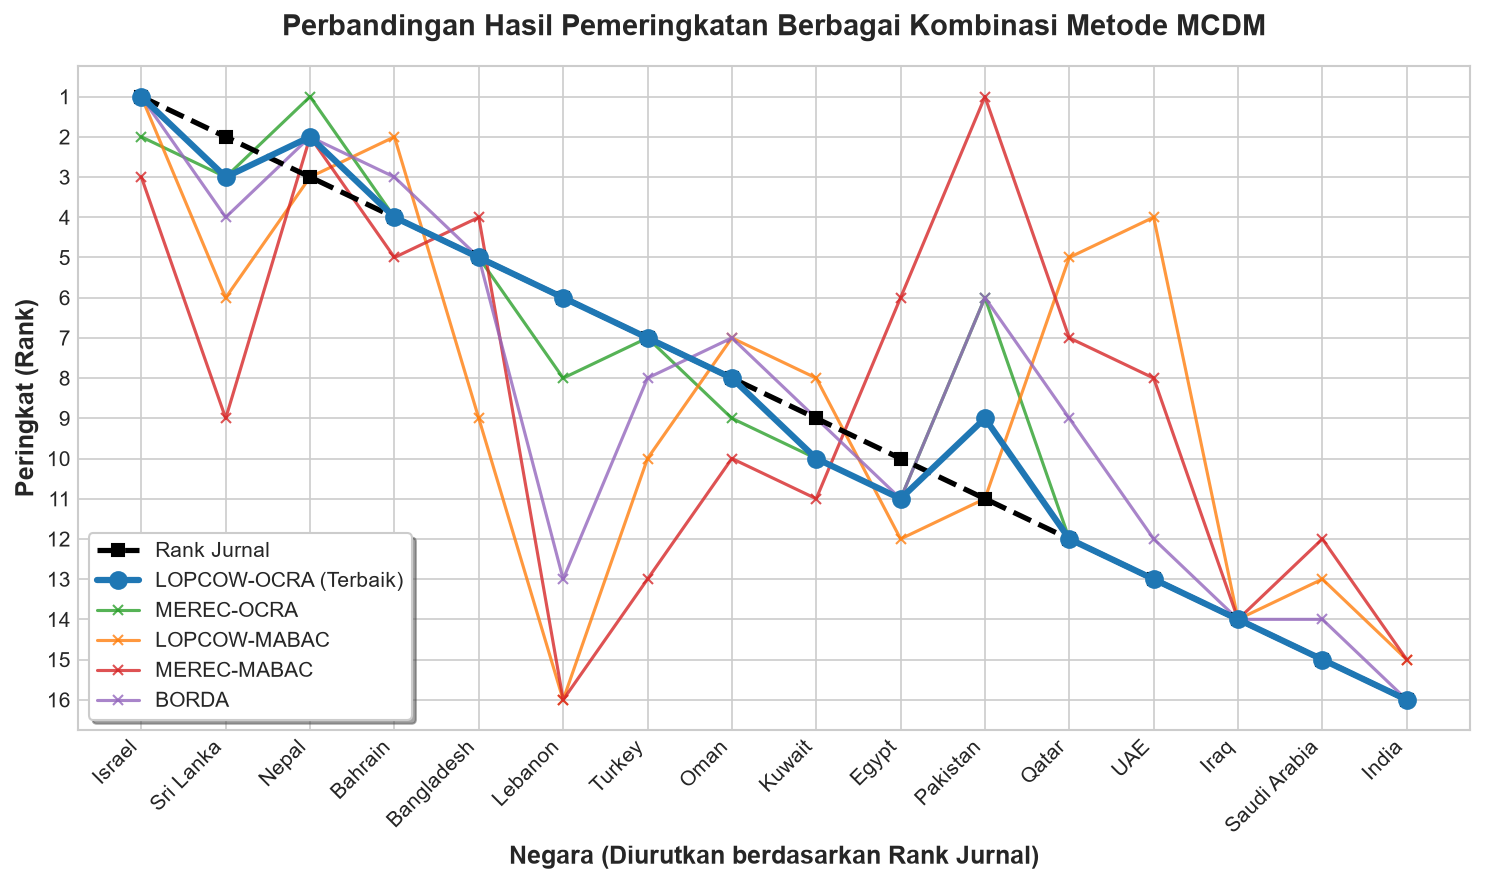 Perbandingan Hasil Pemeringkatan Berbagai Kombinasi Metode MCDM
Peringkat (Rank)
1
2
3
4
5
6
7
8
9
10
11
12
13
14
15
16
Rank Jurnal
LOPCOW-OCRA (Terbaik)
MEREC-OCRA
LOPCOW-MABAC
MEREC-MABAC
BORDA
Israel
Sri Lanka
Nepal
Bahrain
Bangladesh
Lebanon
Turkey
Oman
Kuwait
Egypt
Pakistan
Qatar
UAE
Iraq
Saudi Arabia
India
Negara (Diurutkan berdasarkan Rank Jurnal)